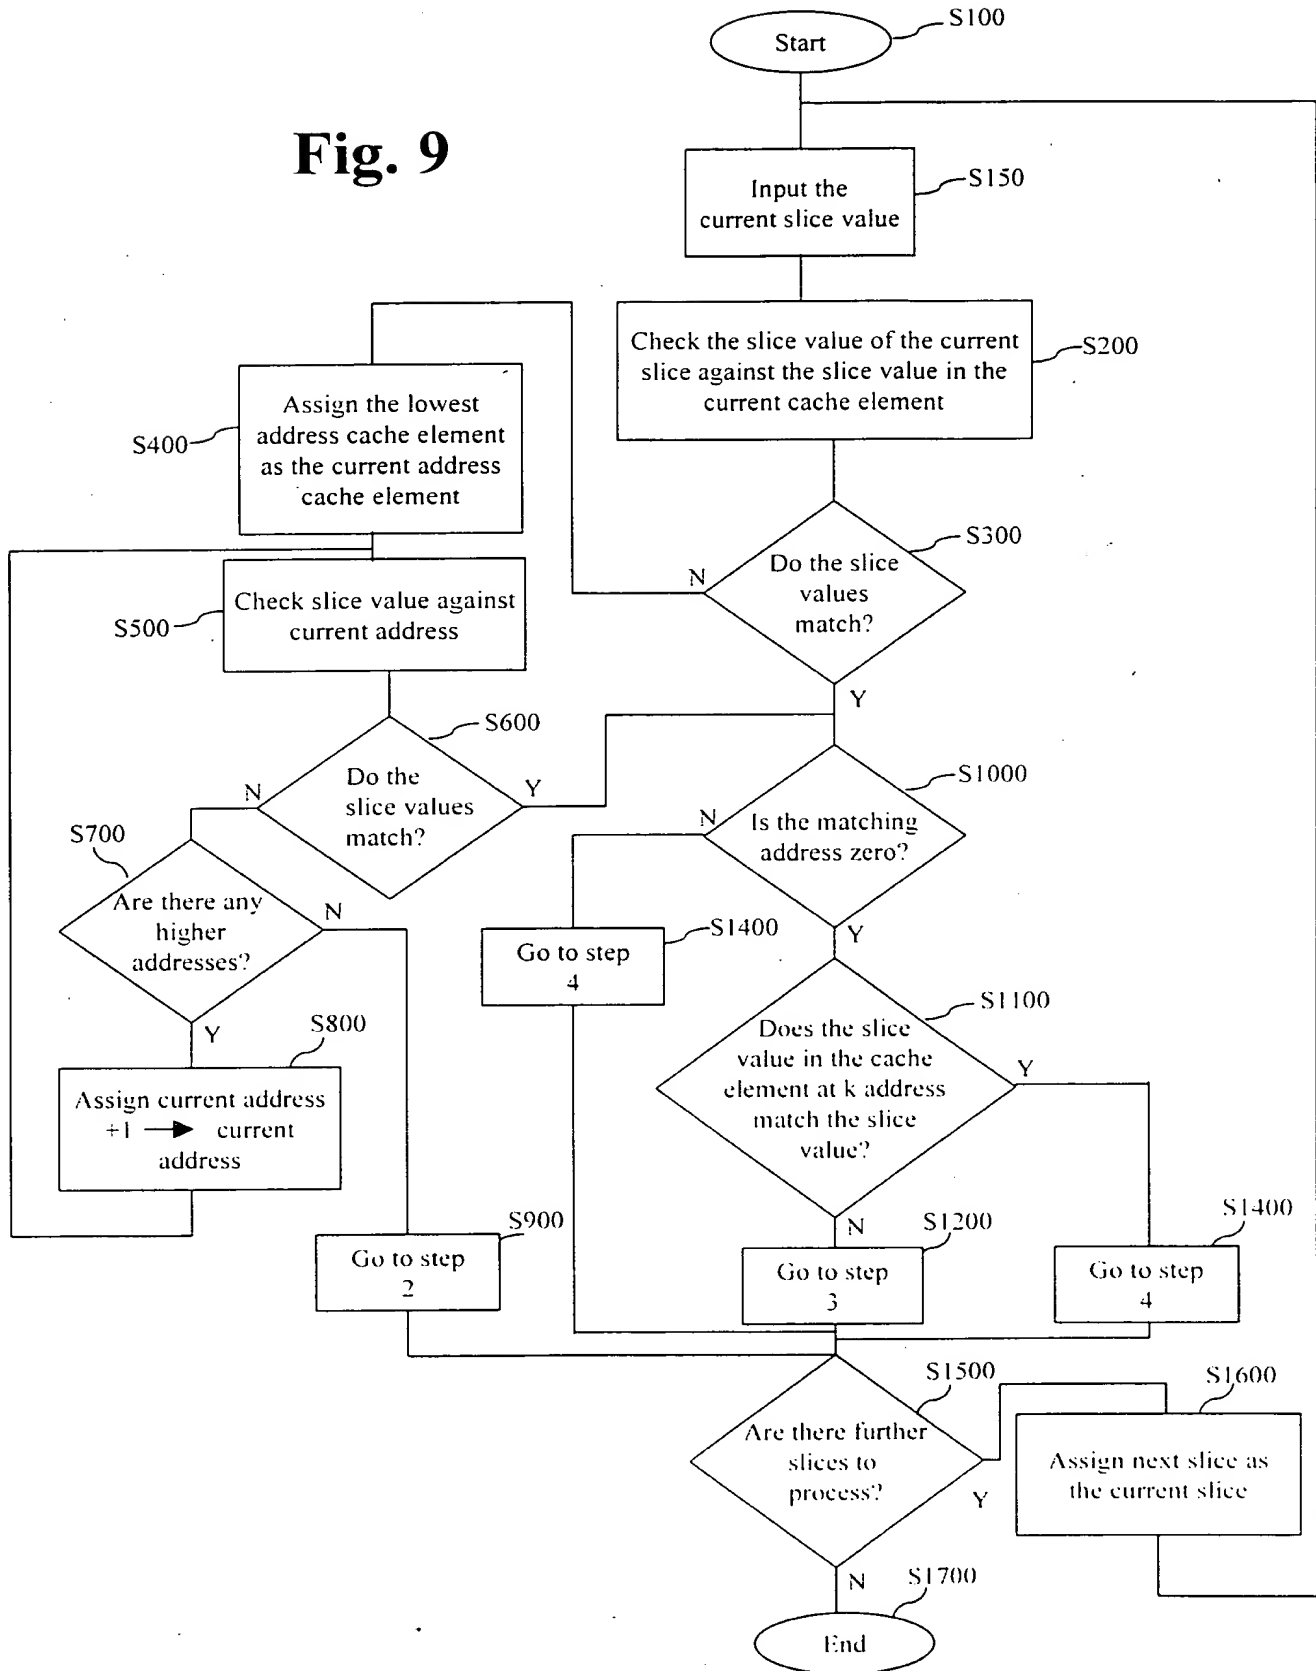 Start
S100
Fig. 9
Input the
current slice value
S150
Check the slice value of the current
slice against the slice value in the
current cache element
S200
Assign the lowest
address cache element
as the current address
cache element
S400
Do the slice
values
match?
S300
N
Y
Check slice value against
current address
S500
Do the
slice values
match?
S600
N
Y
Is the matching
address zero?
S1000
N
Y
S700
Are there any
higher
addresses?
N
Y
Go to step
4
S1400
Does the slice
value in the cache
element at k address
match the slice
value?
S1100
Y
N
S800
Assign current address
+1 → current
address
S900
Go to step
2
S1200
Go to step
3
S1400
Go to step
4
Are there further
slices to
process?
S1500
Y
N
S1600
Assign next slice as
the current slice
S1700
End